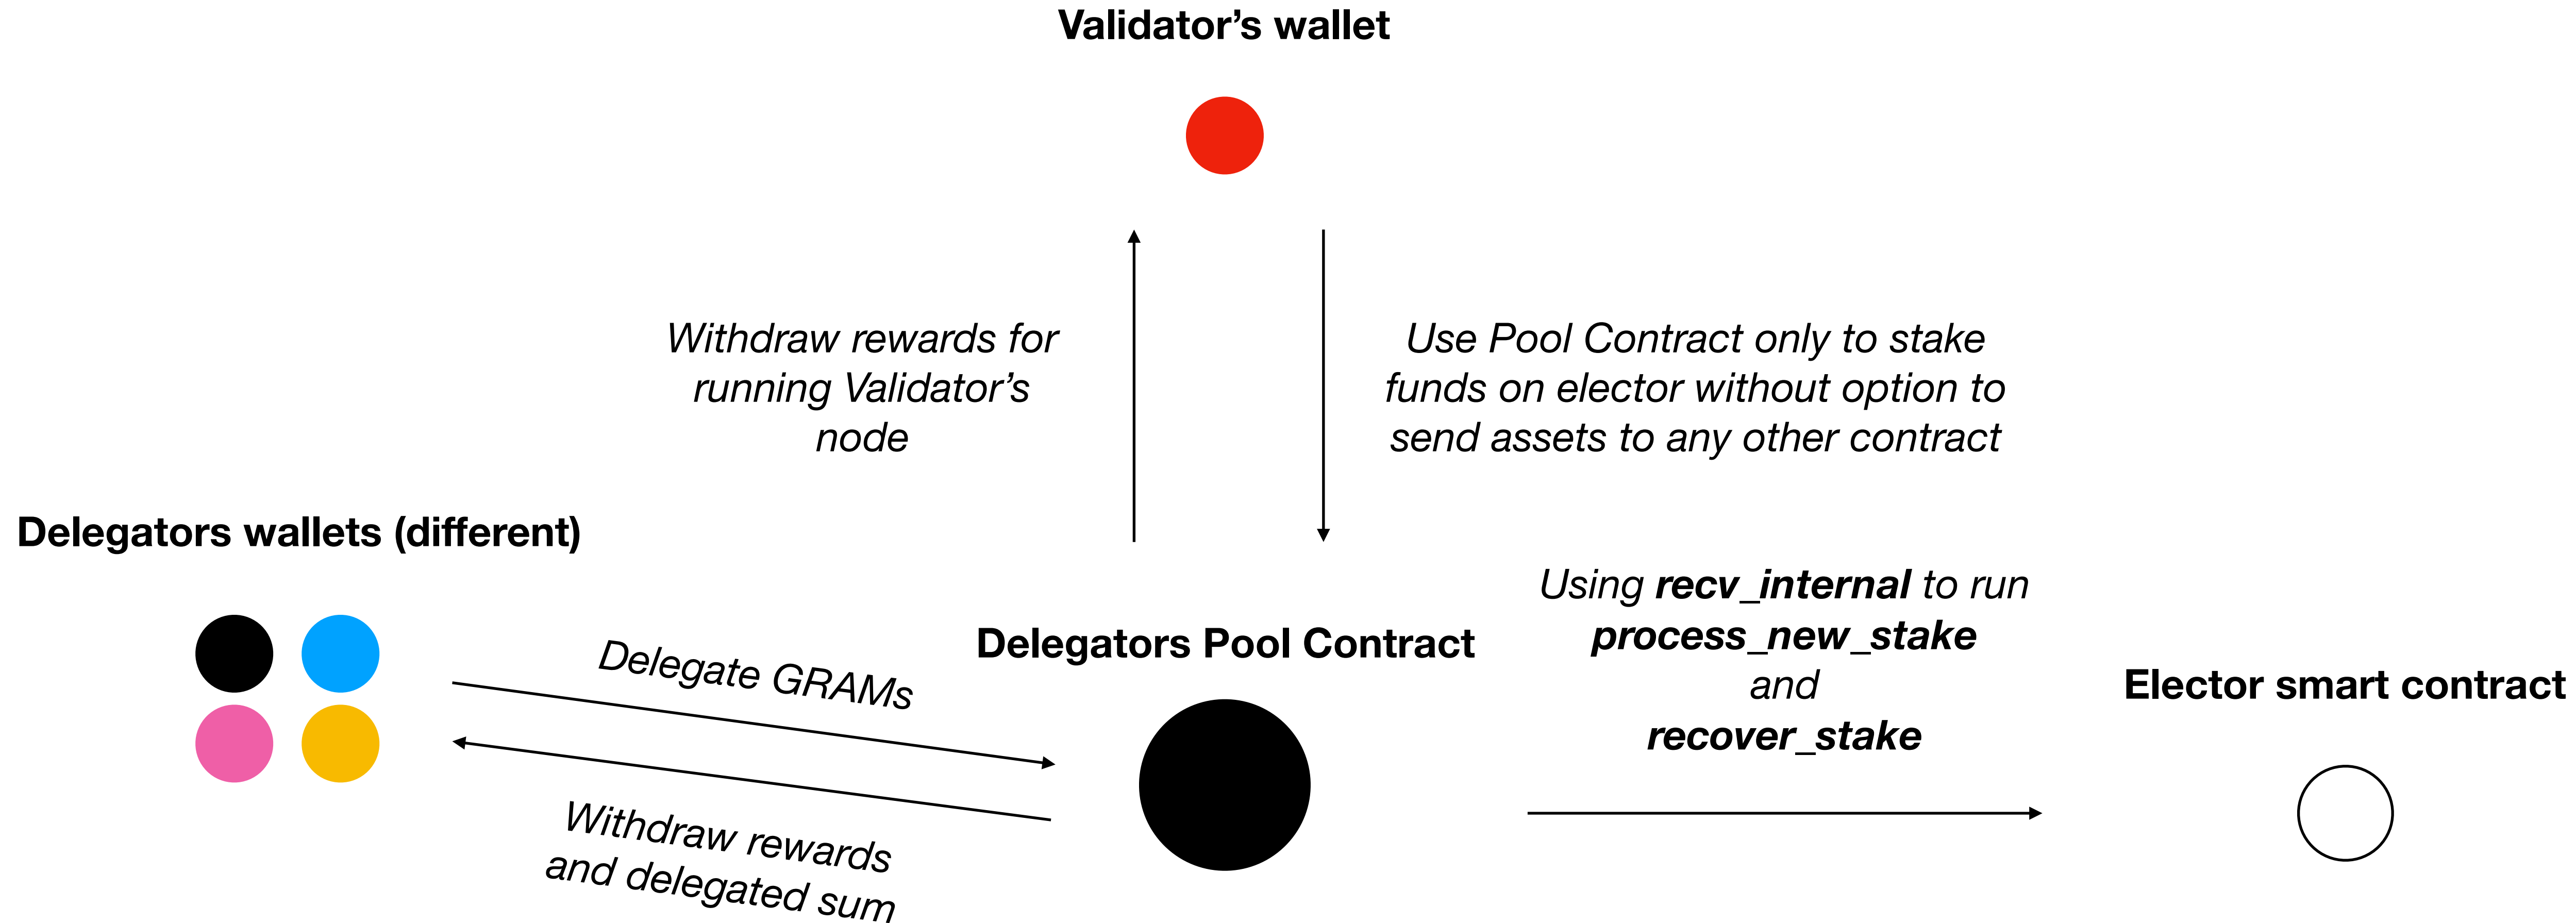 Validator’s wallet
Withdraw rewards for
running Validator’s
node
Use Pool Contract only to stake
funds on elector without option to
send assets to any other contract
Delegators wallets (different)
Delegate GRAMs
Withdraw rewards
and delegated sum
Delegators Pool Contract
Using recv_internal to run
process_new_stake
and
recover_stake
Elector smart contract